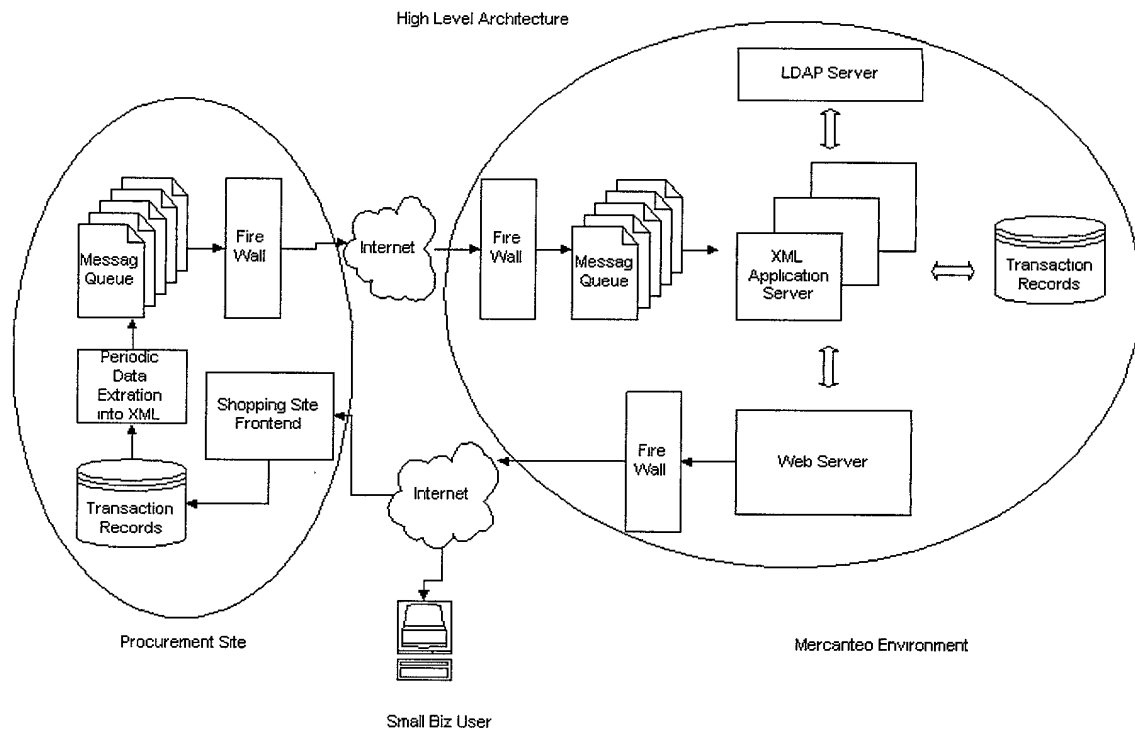 High Level Architecture
LDAP Server
Messag
Queue
Fire
Wall
Internet
Fire
Wall
Messag
Queue
XML
Application
Server
Transaction
Records
Periodic
Data
Extration
into XML
Shopping Site
Frontend
Transaction
Records
Internet
Fire
Wall
Web Server
Procurement Site
Mercanteo Environment
Small Biz User